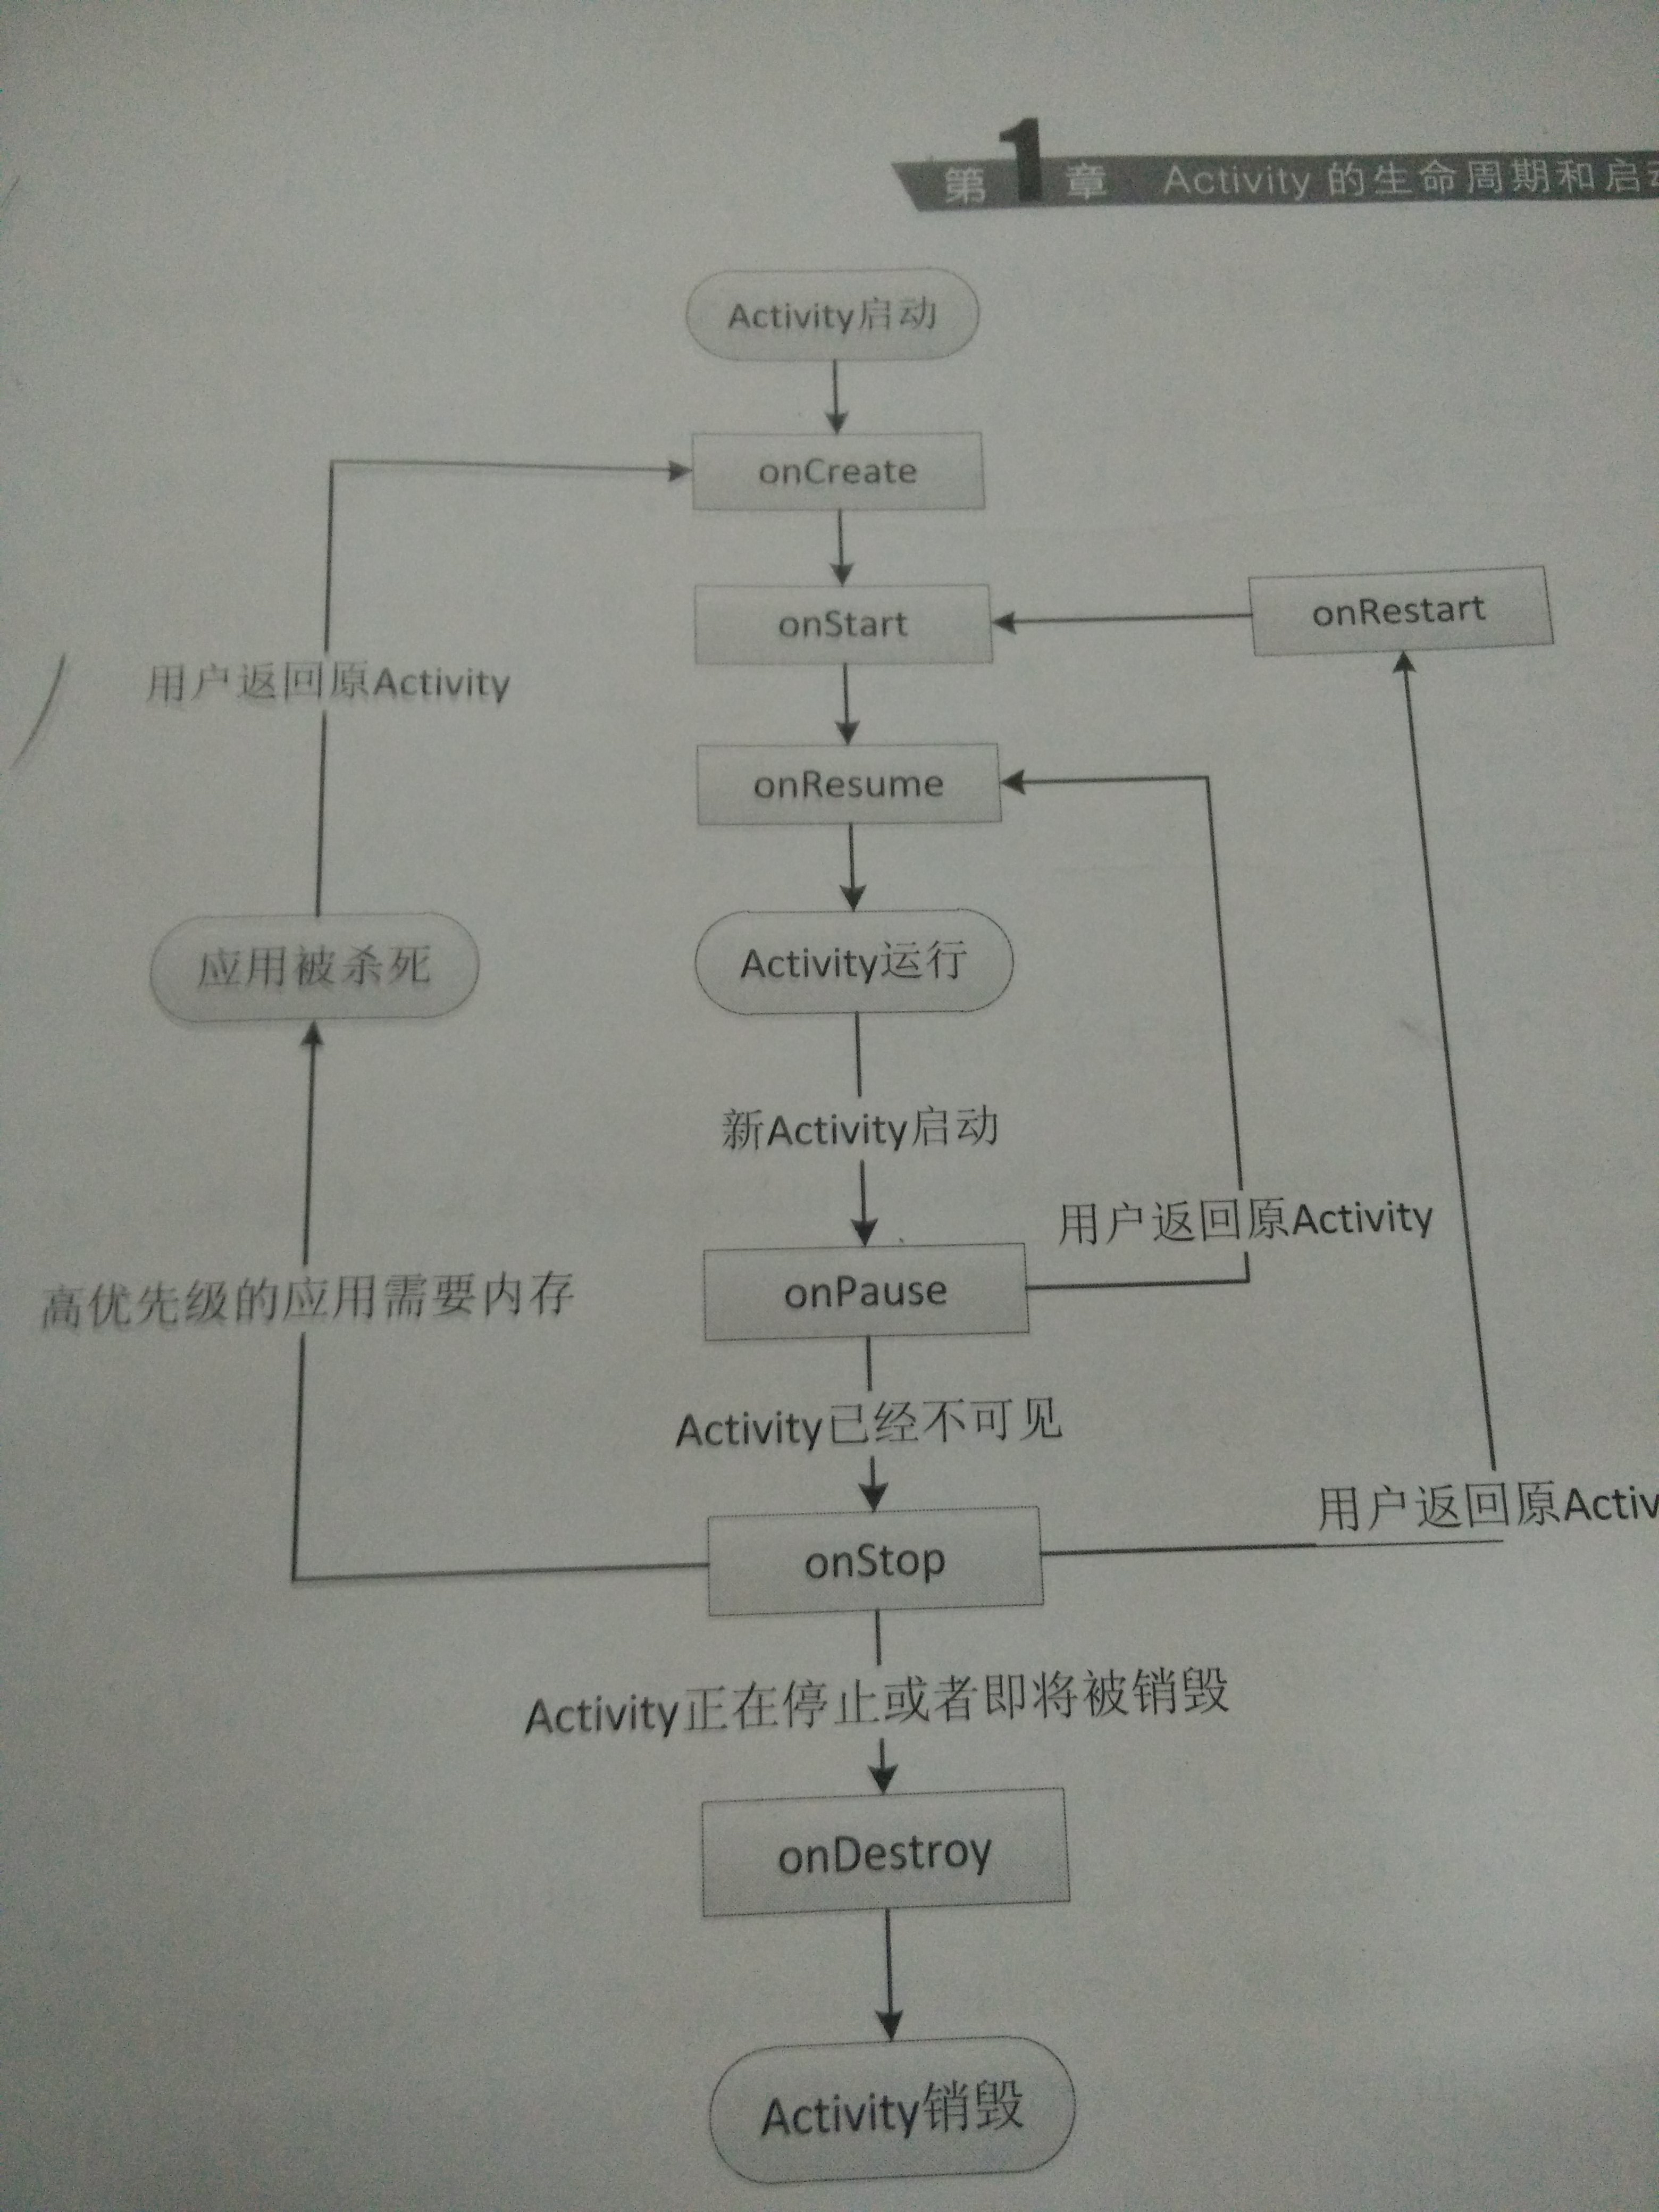 第1章 Activity 的生命周期和启
Activity启动
onCreate
onStart
onRestart
用户返回原Activity
onResume
应用被杀死
Activity运行
新Activity启动
用户返回原Activity
高优先级的应用需要内存
onPause
Activity已经不可见
用户返回原Activ
onStop
Activity正在停止或者即将被销毁
onDestroy
Activity销毁